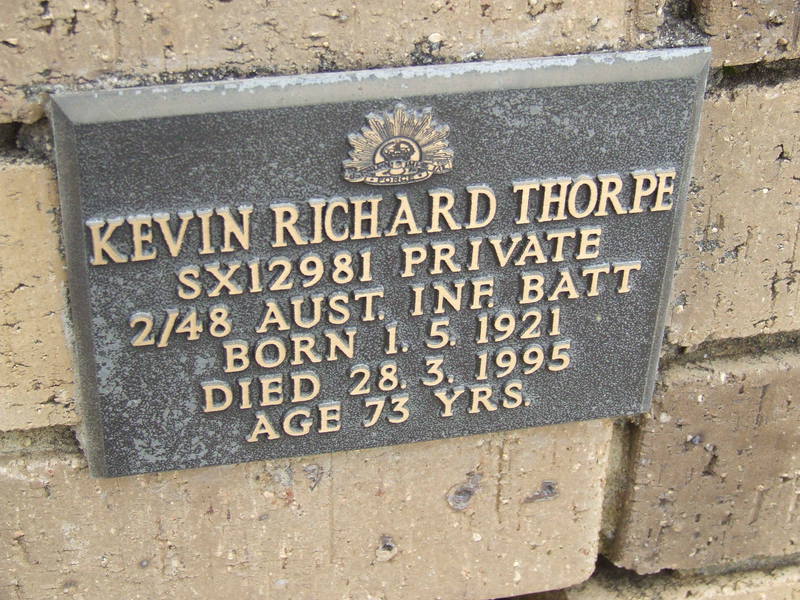 KEVIN RICHARD THORPE
SX12981 PRIVATE
2/48 AUST. INF. BATT
BORN 1. 5. 1921
DIED 28. 3. 1995
AGE 73 YRS.